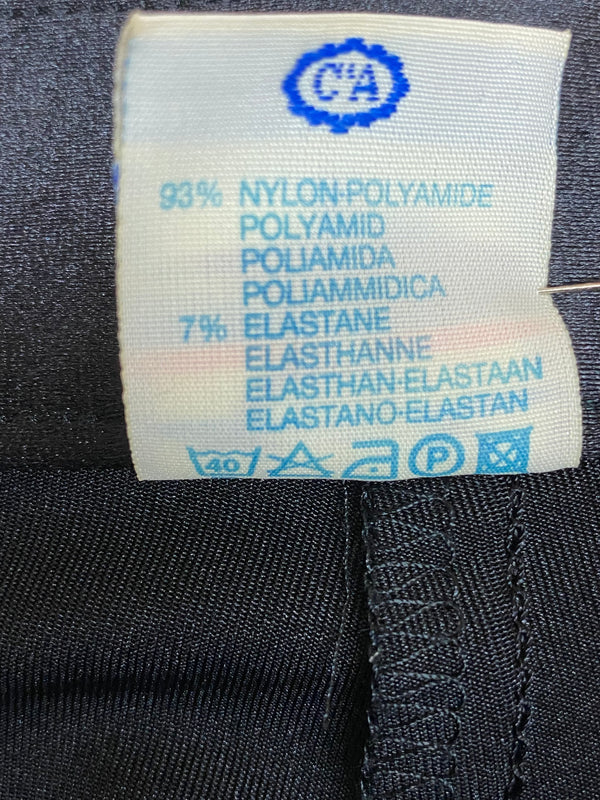 C&A
93% NYLON·POLYAMIDE
POLYAMID
POLIAMIDA
POLIAMMIDICA
7% ELASTANE
ELASTHANNE
ELASTHAN·ELASTAAN
ELASTANO·ELASTAN
40 P